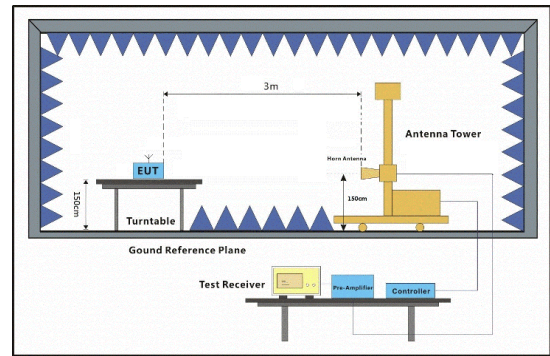 3m
Antenna Tower
Horn Antenna
EUT
150cm
150cm
Turntable
Gound Reference Plane
Test Receiver
Pre-Amplifier
Controller